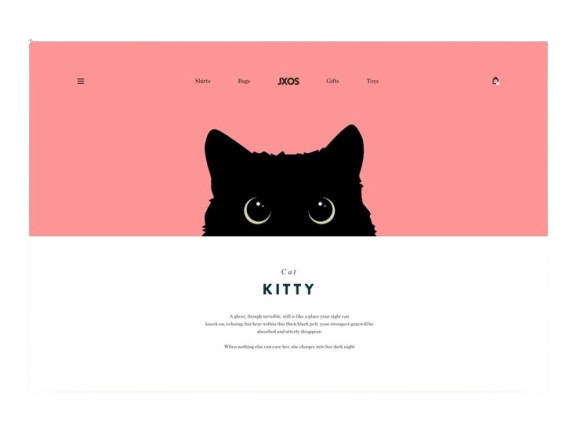 Skirts Bags JXOS Gifts Toys
Cat
KITTY
A ghost, though invisible, still is like a place your sight can
knock on, echoing; but here within this thick black pelt, your strongest gaze will be
absorbed and utterly disappear:
When nothing else can ease her, she charges into her dark night